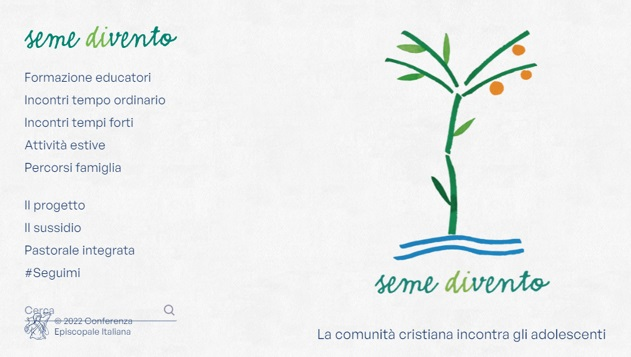 seme divento
Formazione educatori
Incontri tempo ordinario
Incontri tempi forti
Attività estive
Percorsi famiglia
Il progetto
Il sussidio
Pastorale integrata
#Seguimi
Cerca
© 2022 Conferenza
Episcopale Italiana
seme divento
La comunità cristiana incontra gli adolescenti